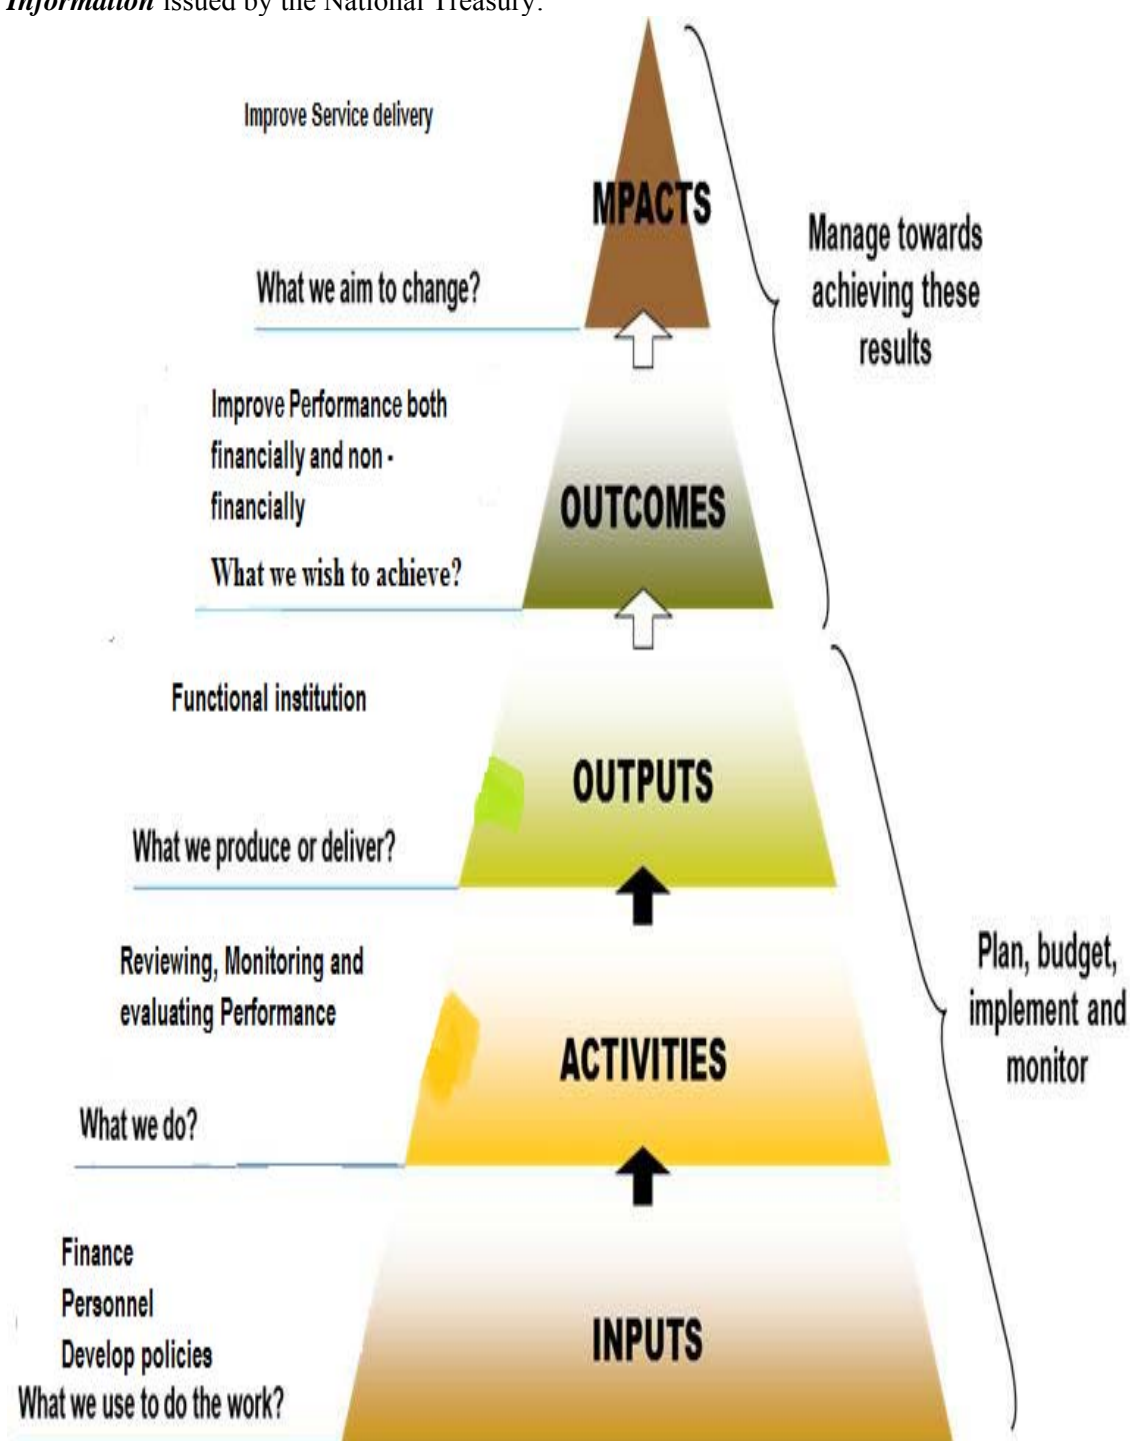 Information issued by the National Treasury.
Improve Service delivery
MPACTS
What we aim to change?
Manage towards
achieving these
results
Improve Performance both
financially and non -
financially
OUTCOMES
What we wish to achieve?
Functional institution
OUTPUTS
What we produce or deliver?
Reviewing, Monitoring and
evaluating Performance
ACTIVITIES
What we do?
Plan, budget,
implement and
monitor
Finance
Personnel
Develop policies
INPUTS
What we use to do the work?